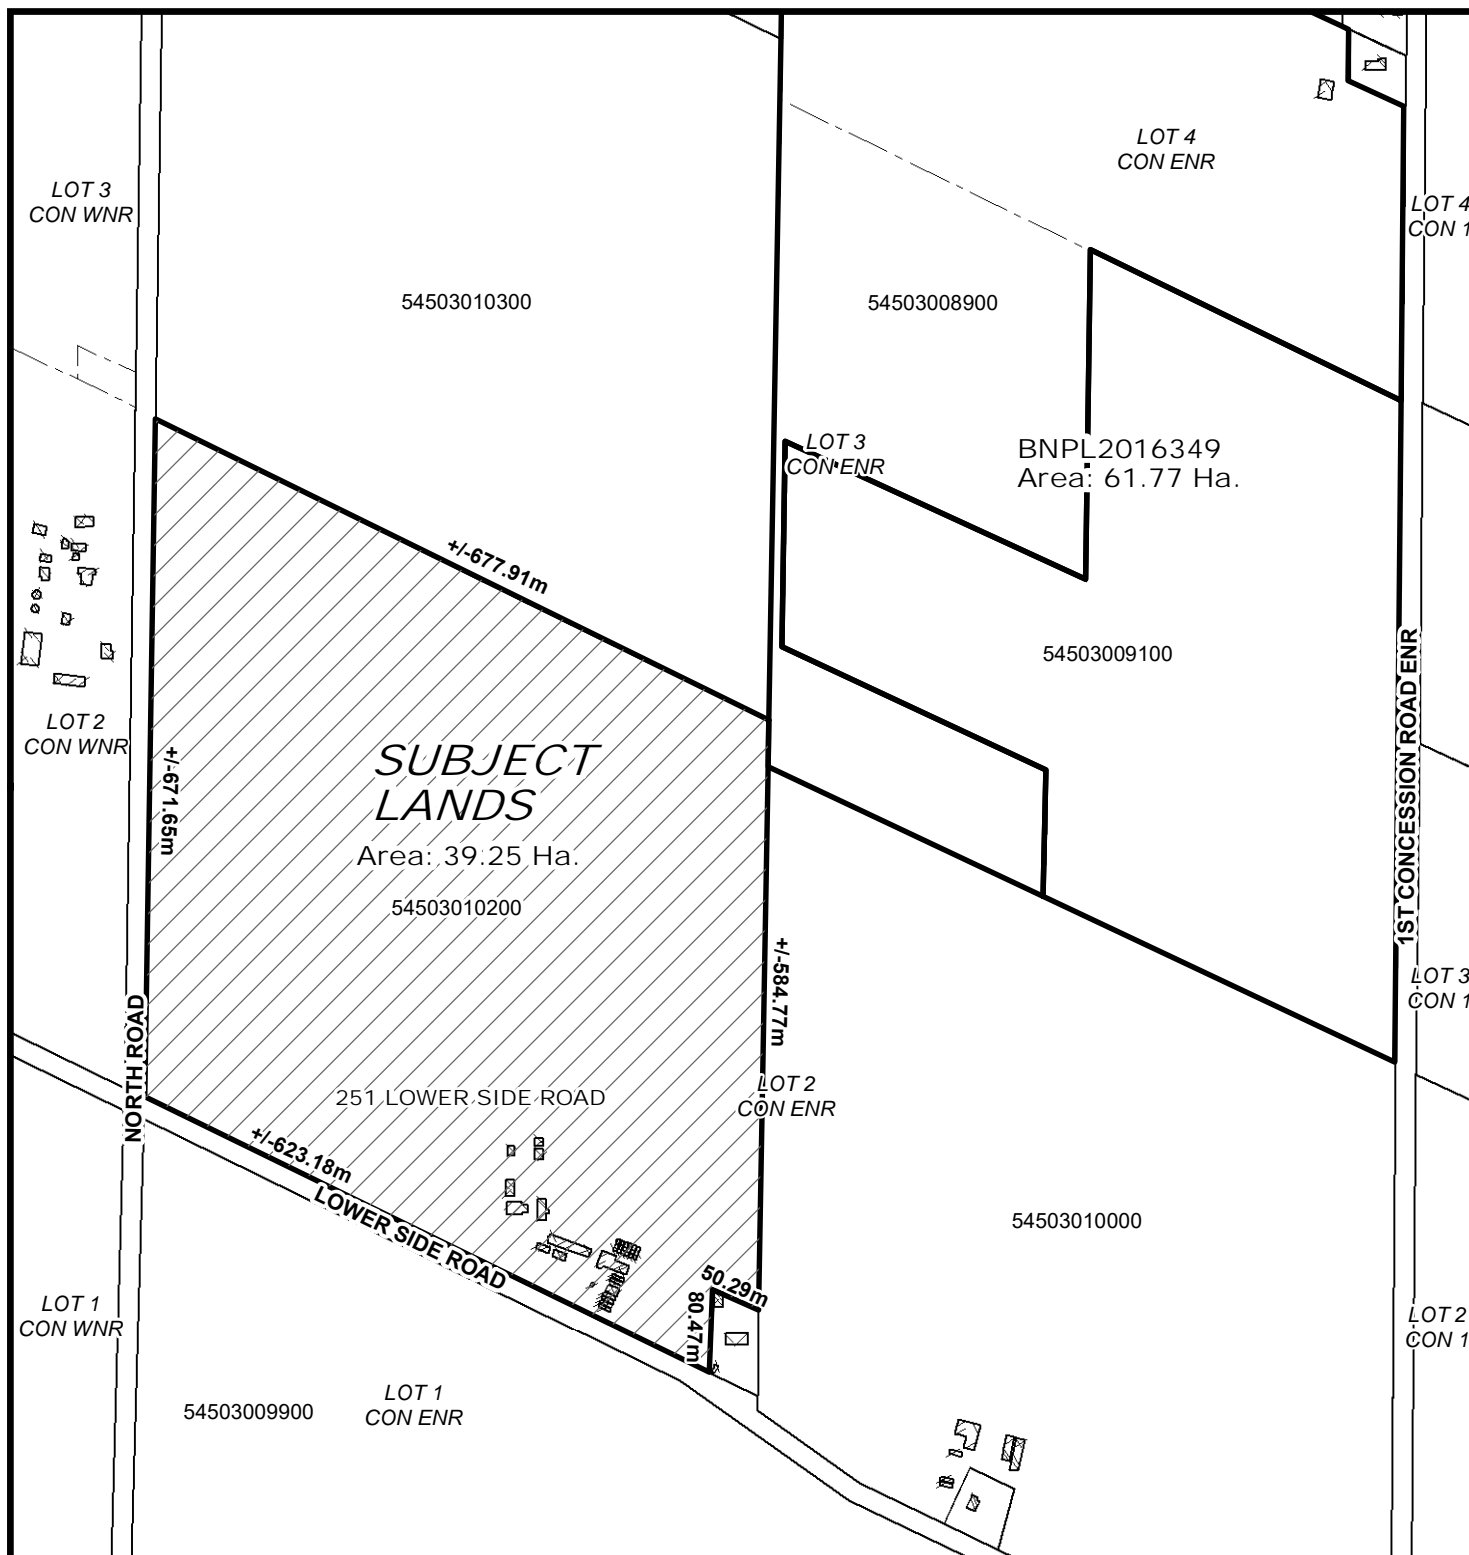 LOT 4
CON ENR
LOT 3
CON WNR
LOT 4
CON 1
54503010300
54503008900
LOT 3
CON ENR
BNPL2016349
Area: 61.77 Ha.
+/-677.91m
54503009100
1ST CONCESSION ROAD ENR
LOT 2
CON WNR
+/-671.65m
SUBJECT
LANDS
Area: 39.25 Ha.
54503010200
+/-584.77m
LOT 3
CON 1
NORTH ROAD
251 LOWER SIDE ROAD
LOT 2
CON ENR
+/-623.18m
LOWER SIDE ROAD
54503010000
50.29m
80.47m
LOT 1
CON WNR
LOT 2
CON 1
54503009900
LOT 1
CON ENR